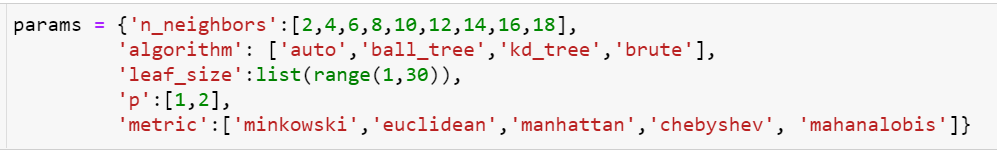 params = {'n_neighbors':[2,4,6,8,10,12,14,16,18],
'algorithm': ['auto','ball_tree','kd_tree','brute'],
'leaf_size':list(range(1,30)),
'p':[1,2],
'metric':['minkowski','euclidean','manhattan','chebyshev', 'mahanalobis']}